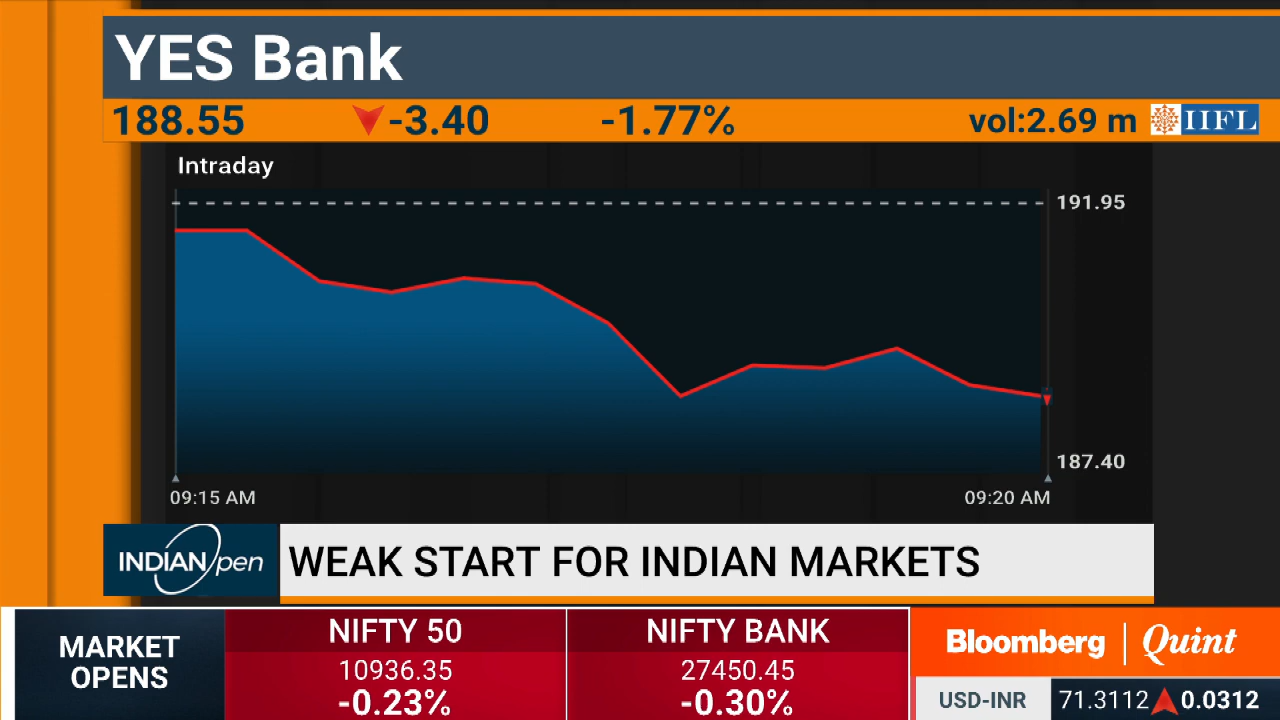 YES Bank
188.55 -3.40 -1.77% vol:2.69 m IIFL
Intraday
191.95
187.40
09:15 AM 09:20 AM
INDIAN Open WEAK START FOR INDIAN MARKETS
MARKET OPENS
NIFTY 50
10936.35
-0.23%
NIFTY BANK
27450.45
-0.30%
Bloomberg | Quint
USD-INR 71.3112 0.0312